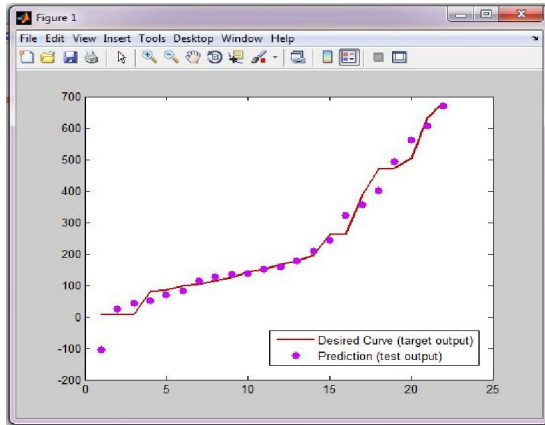 Figure 1
File Edit View Insert Tools Desktop Window Help
700
600
500
400
300
200
100
0
-100
-200
0 5 10 15 20 25
Desired Curve (target output)
Prediction (test output)